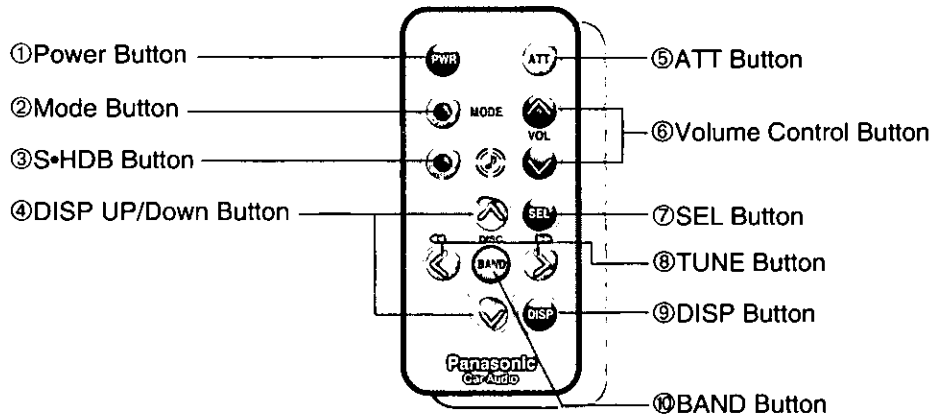 ①Power Button
②Mode Button
③S•HDB Button
④DISP UP/Down Button
PWR
ATT
MODE
VOL
SEL
DISC
BAND
DISP
Panasonic
Car Audio
⑤ATT Button
⑥Volume Control Button
⑦SEL Button
⑧TUNE Button
⑨DISP Button
⑩BAND Button